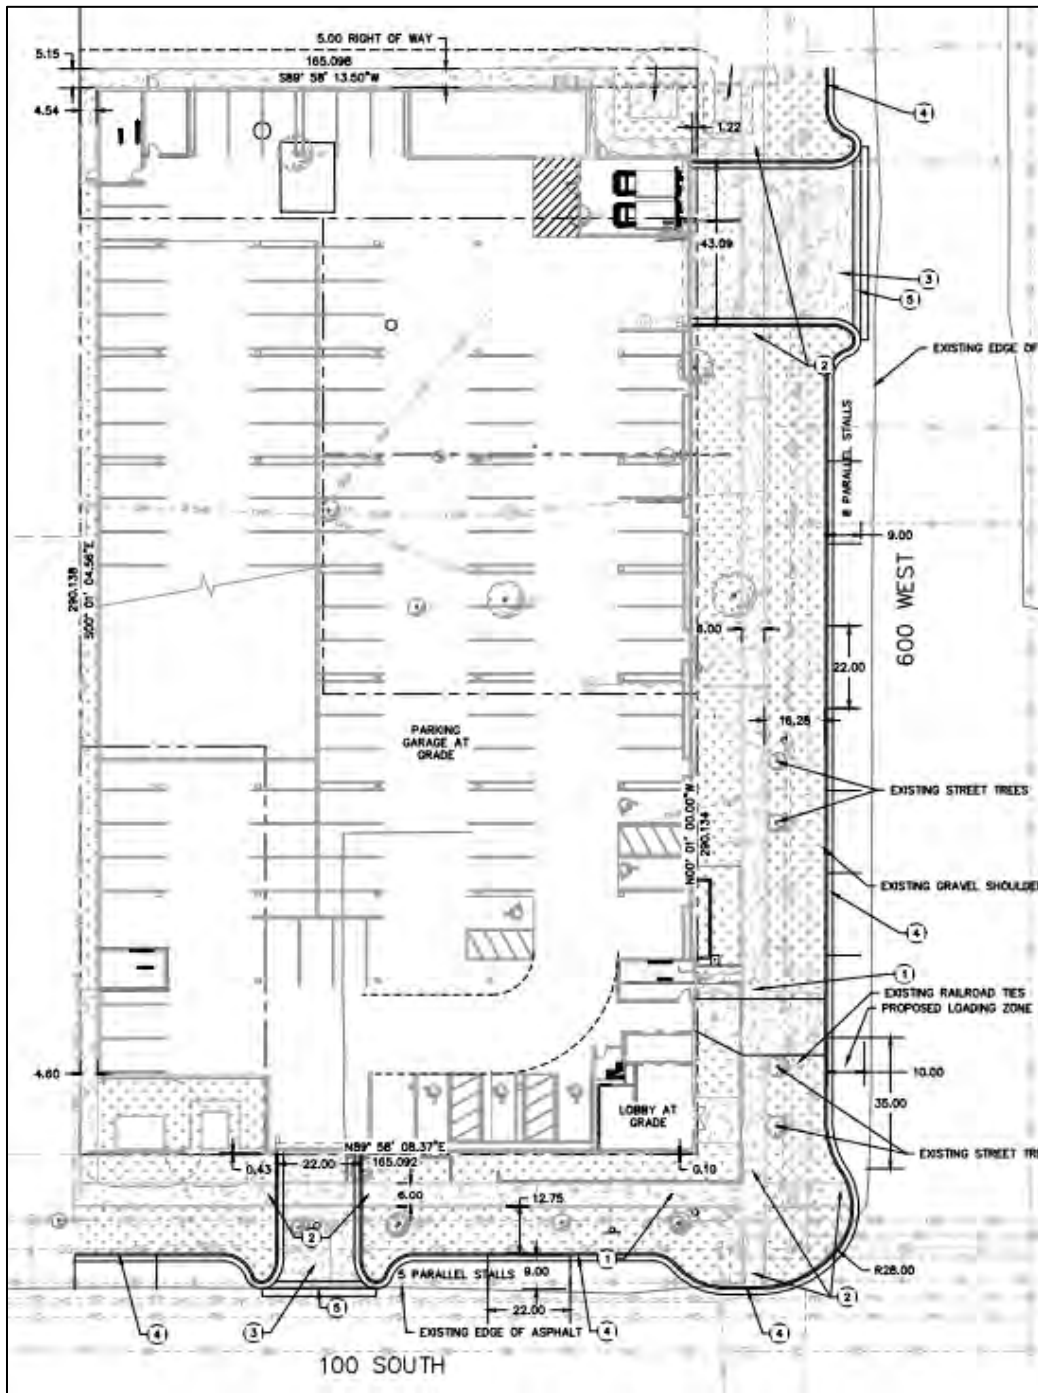 5.00 RIGHT OF WAY
5.15
165.098
S89° 58' 13.50"W
4.54
4
1.22
43.09
3
5
2
EXISTING EDGE OF
8 PARALLEL STALLS
9.00
600 WEST
290.138
S00° 01' 04.56"E
22.00
16.28
PARKING
GARAGE AT
GRADE
EXISTING STREET TREES
N00° 01' 00.00"W
290.134
EXISTING GRAVEL SHOULDE
4
1
EXISTING RAILROAD TIES
PROPOSED LOADING ZONE
4.60
10.00
35.00
LOBBY AT
GRADE
N89° 58' 08.37"E
EXISTING STREET TRE
0.43
22.00
165.092
0.10
6.00
12.75
2
1
R28.00
5 PARALLEL STALLS
9.00
2
5
22.00
4
3
EXISTING EDGE OF ASPHALT
4
4
100 SOUTH